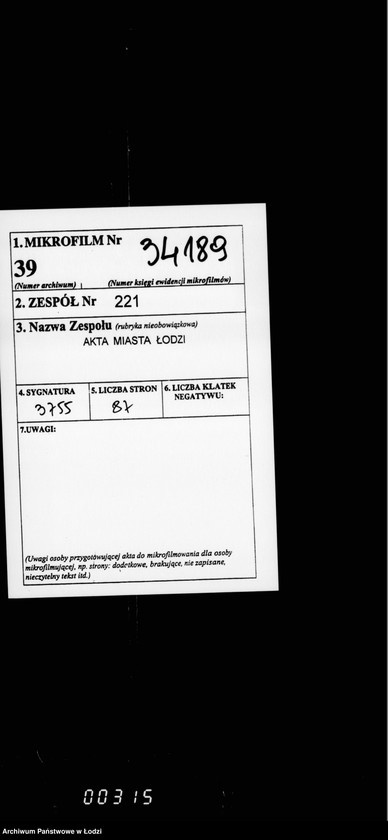 1. MIKROFILM Nr 34189
39
(Numer archiwum) (Numer księgi ewidencji mikrofilmów)
2. ZESPÓŁ Nr 221
3. Nazwa Zespołu (rubryka nieobowiązkowa)
AKTA MIASTA ŁODZI
4. SYGNATURA 5. LICZBA STRON 6. LICZBA KLATEK NEGATYWU:
3755 87
7. UWAGI:
(Uwagi osoby przygotowującej akta do mikrofilmowania dla osoby
mikrofilmującej, np. strony: dodatkowe, brakujące, nie zapisane,
nieczytelny tekst itd.)
00315
Archiwum Państwowe w Łodzi